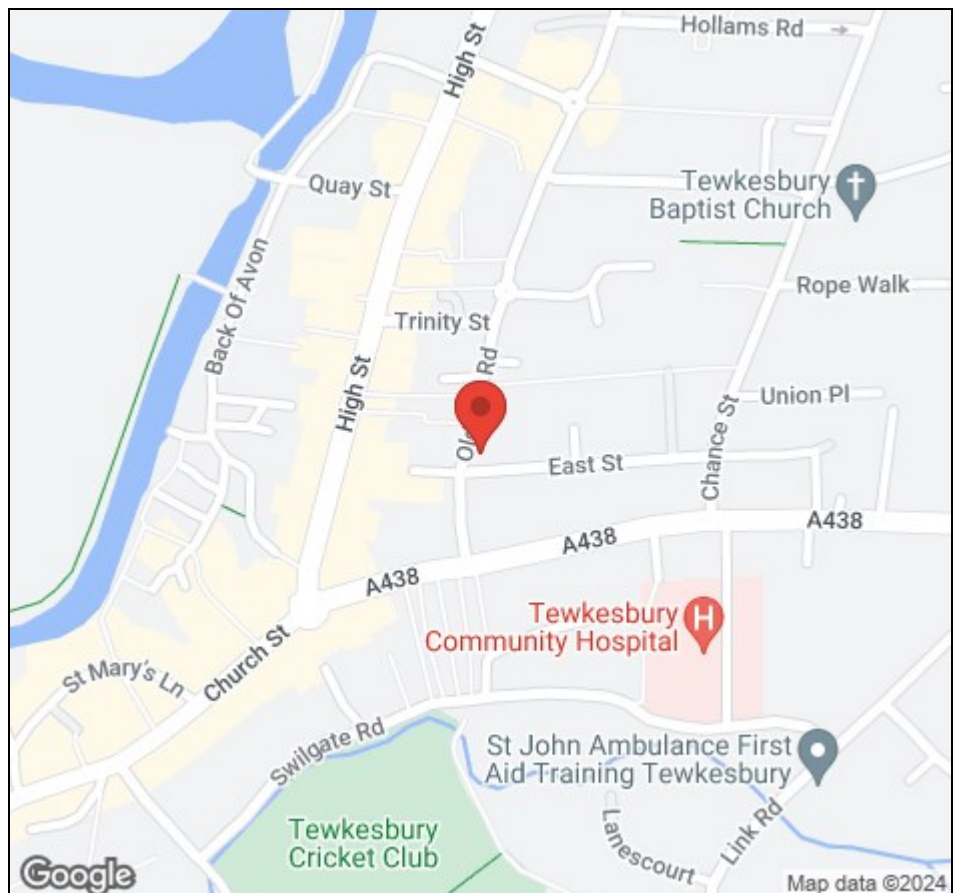 Hollams Rd
High St
Quay St
Tewkesbury
Baptist Church
Back Of Avon
Rope Walk
Trinity St
Rd
High St
Union Pl
Chance St
East St
A438
A438
A438
Tewkesbury
Community Hospital
H
Church St
St Mary's Ln
Swilgate Rd
St John Ambulance First
Aid Training Tewkesbury
Tewkesbury
Cricket Club
Lanescourt
Link Rd
Google
Map data ©2024